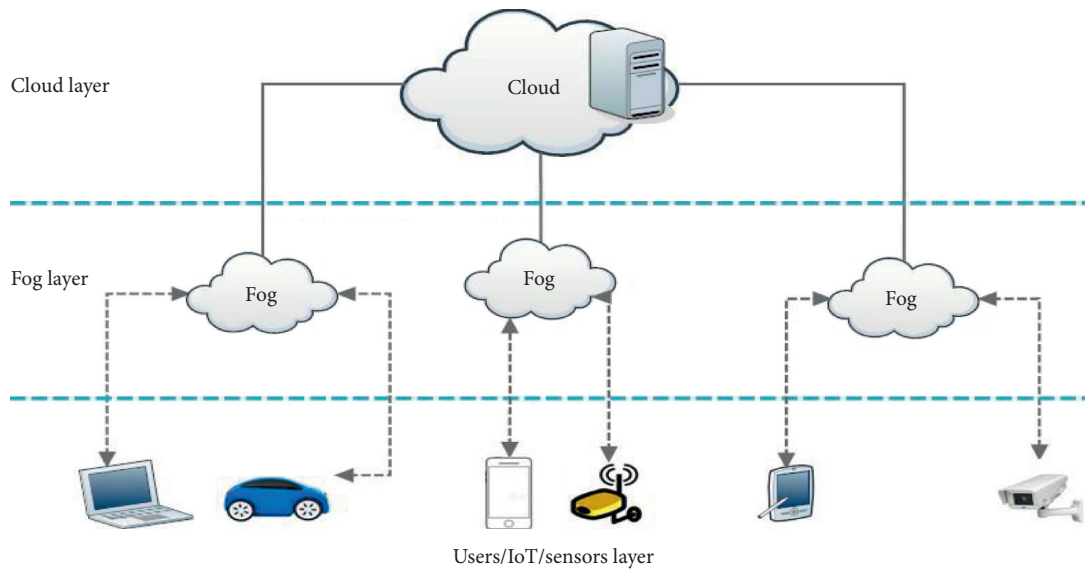 Cloud layer
Cloud
Fog layer
Fog
Fog
Fog
Users/IoT/sensors layer